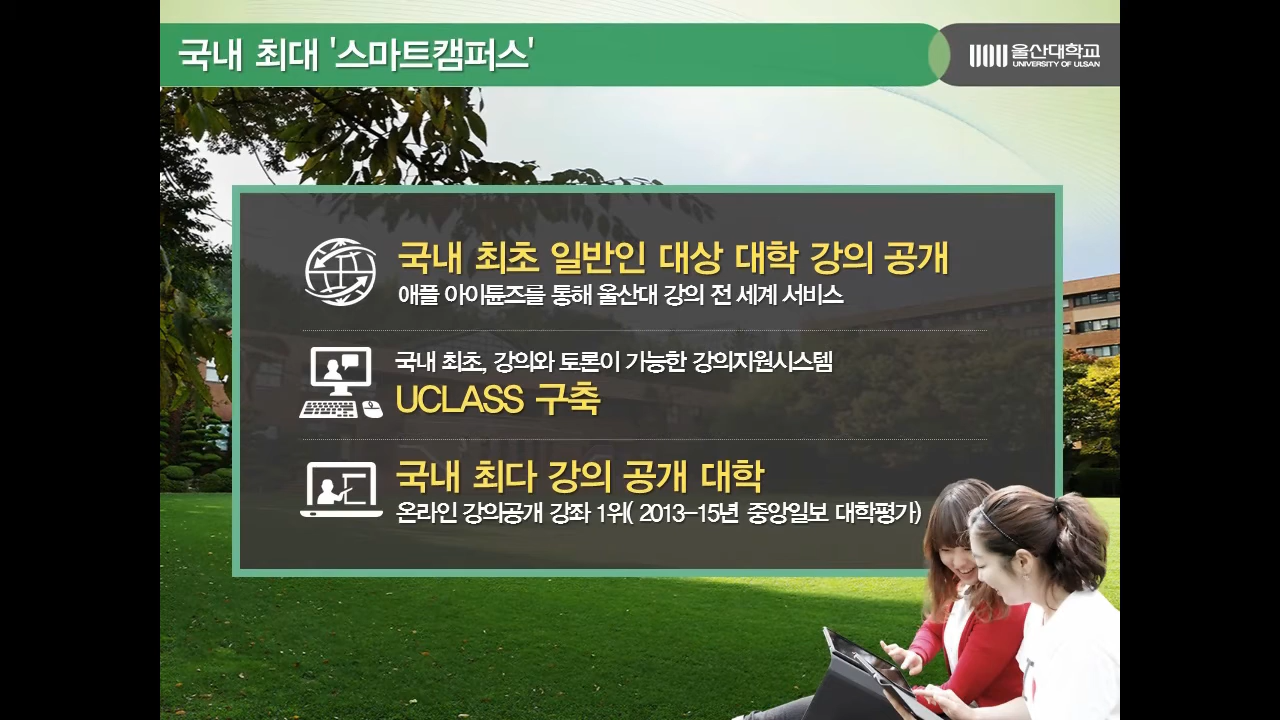 국내 최대 '스마트캠퍼스'
울산대학교
UNIVERSITY OF ULSAN
국내 최초 일반인 대상 대학 강의 공개
애플 아이튠즈를 통해 울산대 강의 전 세계 서비스
국내 최초, 강의와 토론이 가능한 강의지원시스템
UCLASS 구축
국내 최다 강의 공개 대학
온라인 강의공개 강좌 1위( 2013-15년 중앙일보 대학평가)